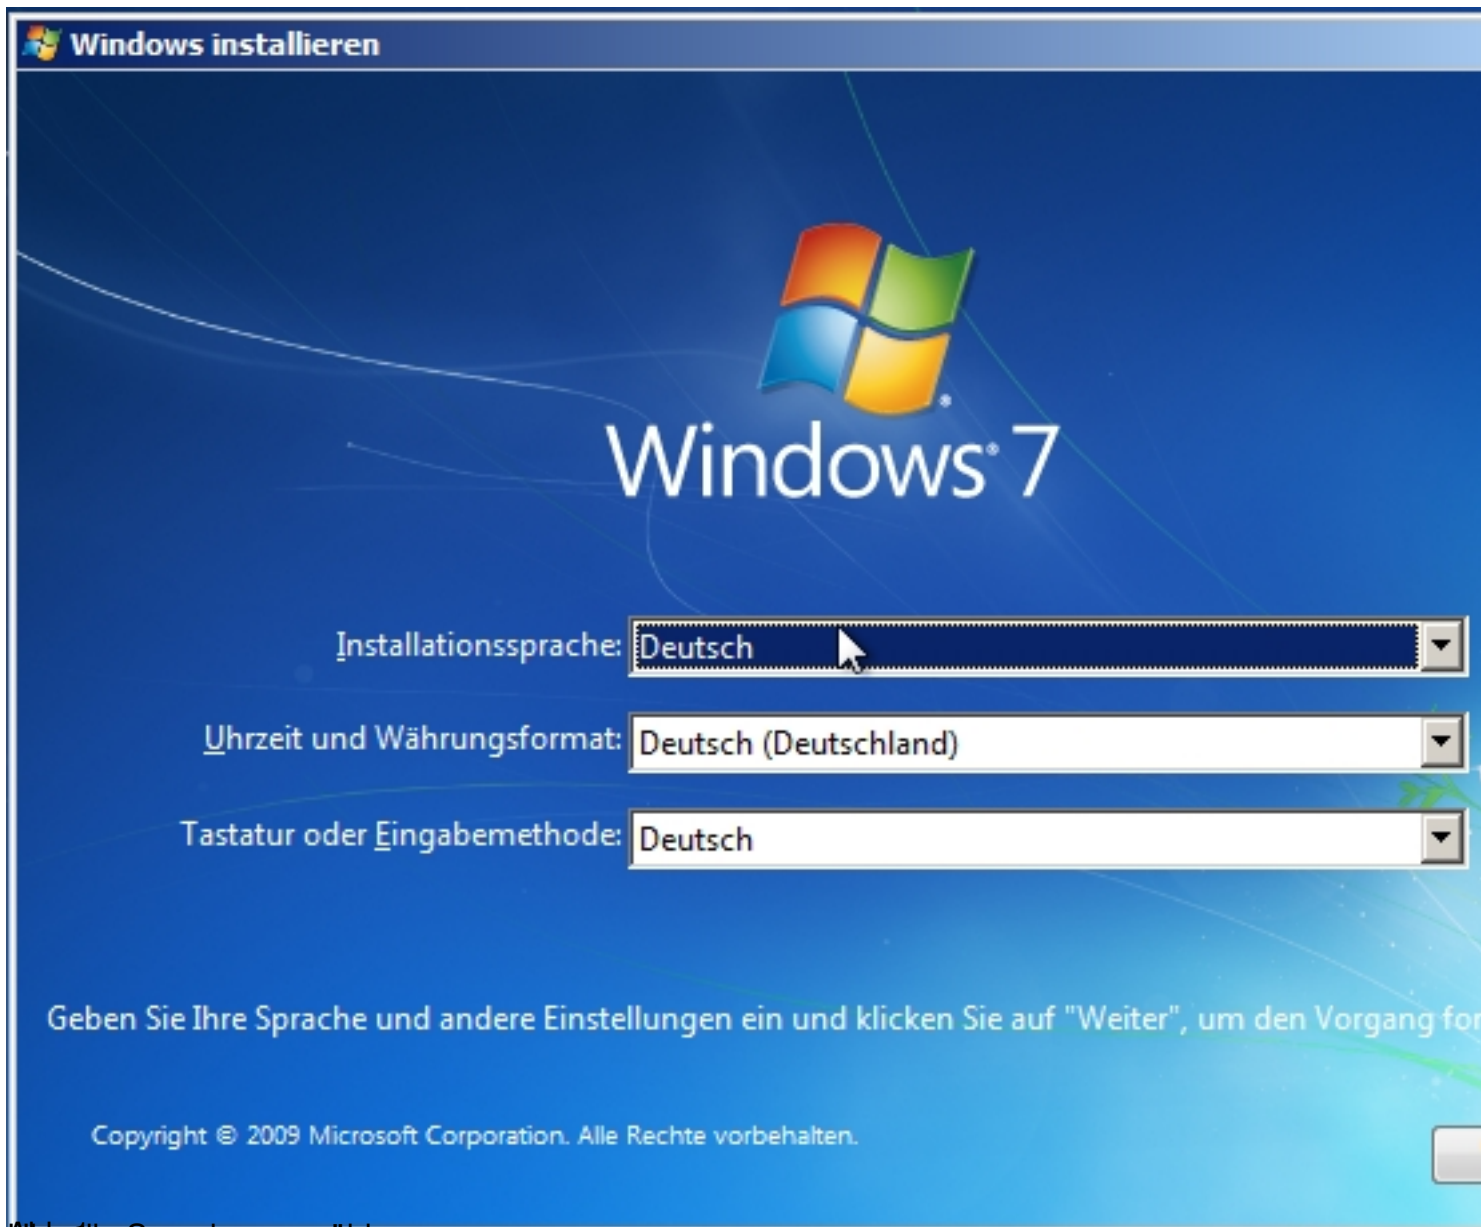 Windows installieren
Windows® 7
Installationssprache: Deutsch
Uhrzeit und Währungsformat: Deutsch (Deutschland)
Tastatur oder Eingabemethode: Deutsch
Geben Sie Ihre Sprache und andere Einstellungen ein und klicken Sie auf "Weiter", um den Vorgang for
Copyright © 2009 Microsoft Corporation. Alle Rechte vorbehalten.